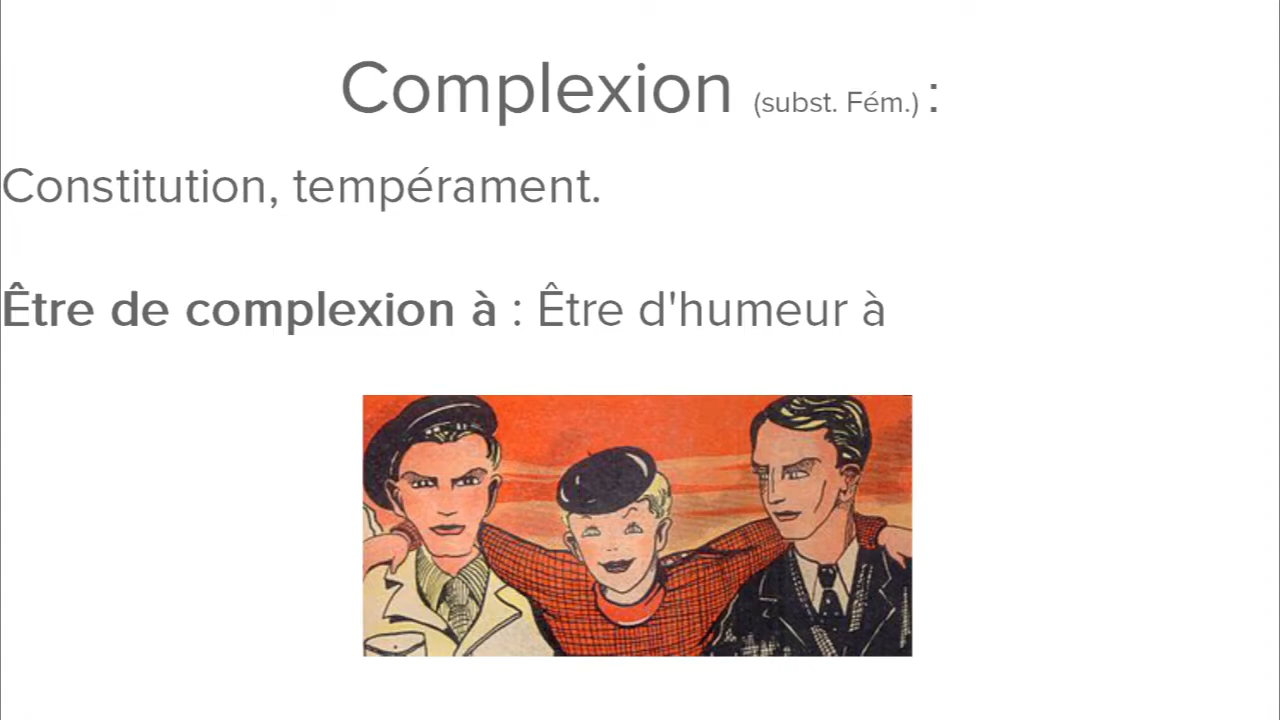 Complexion (subst. Fém.) :
Constitution, tempérament.
Être de complexion à : Être d'humeur à